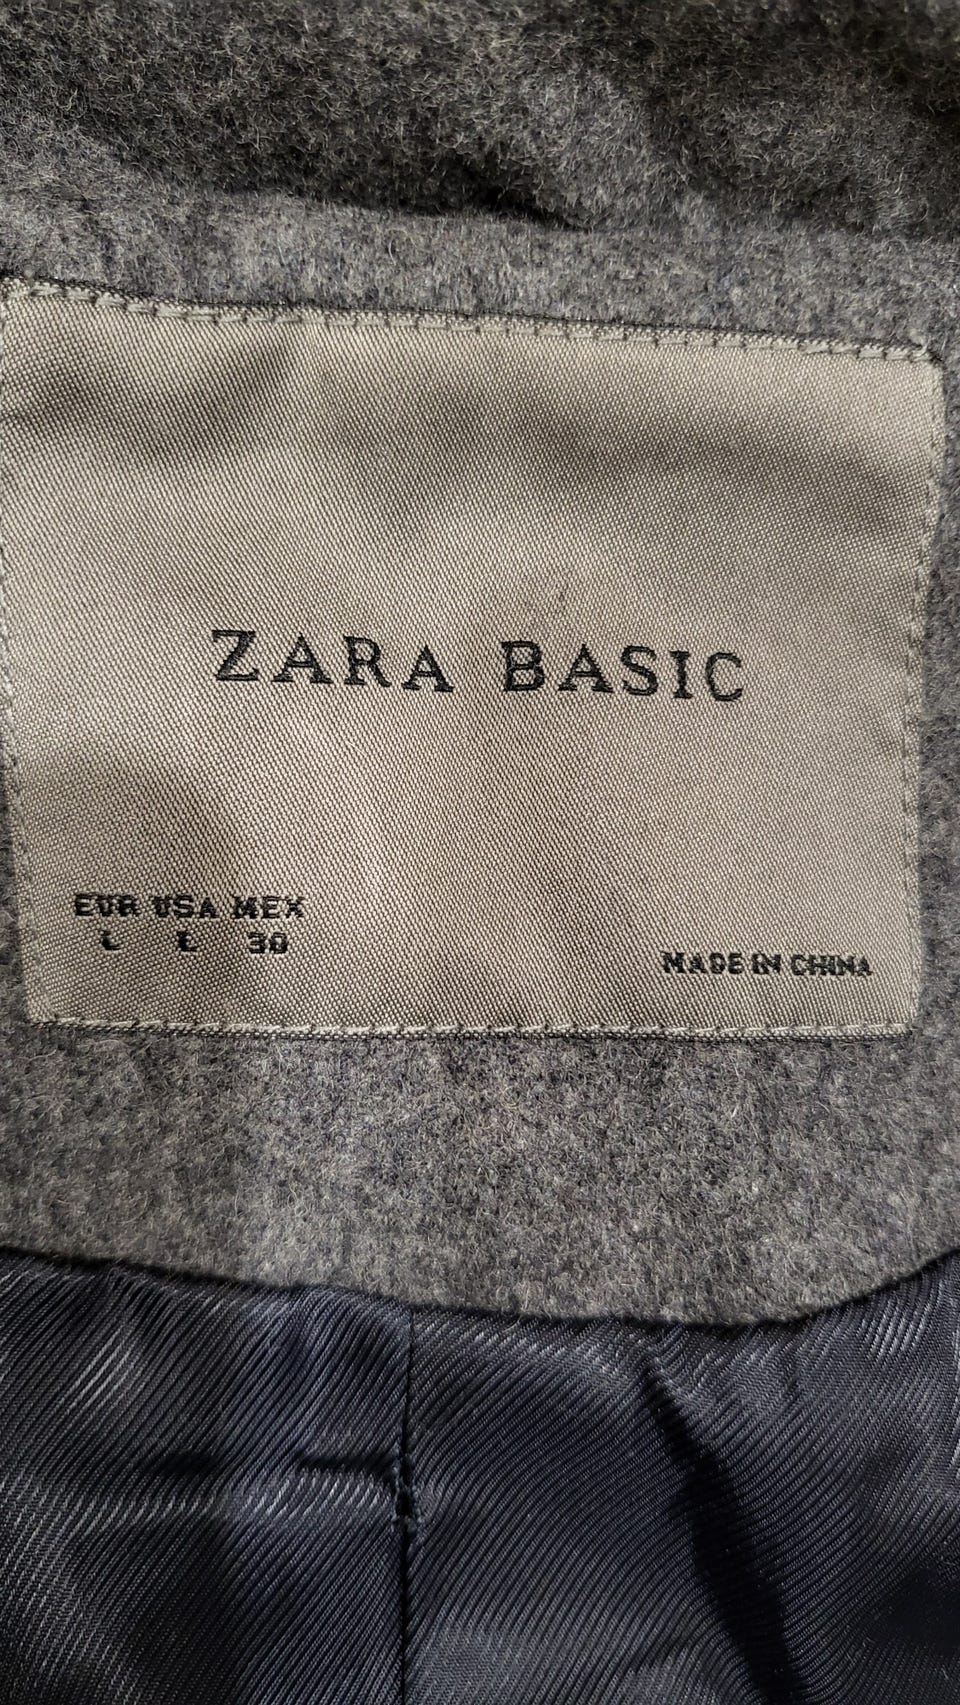 ZARA BASIC
EUR USA MEX
L L 30
MADE IN CHINA